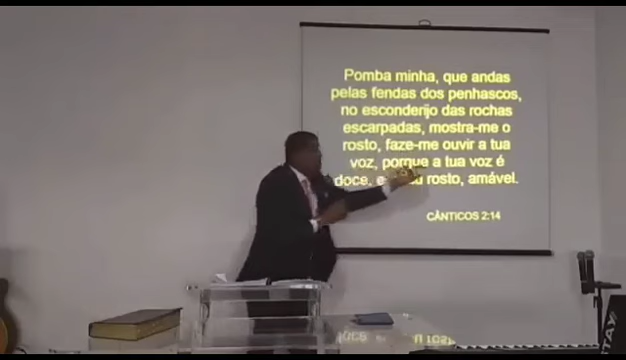 Pomba minha, que andas
pelas fendas dos penhascos,
no esconderijo das rochas
escarpadas, mostra-me o
rosto, faze-me ouvir a tua
voz, porque a tua voz é
doce, e rosto, amável.
CÂNTICOS 2:14